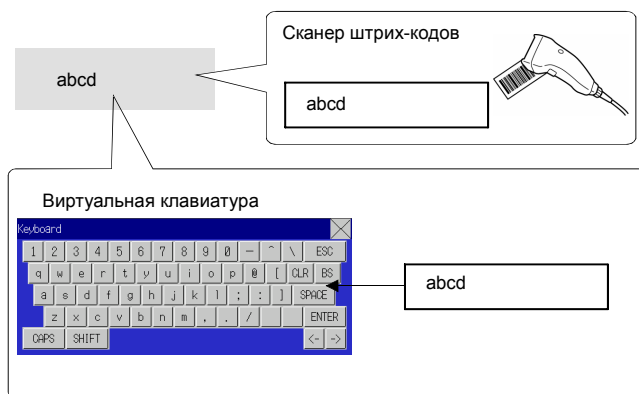 Сканер штрих-кодов
abcd
abcd
Виртуальная клавиатура
Keyboard
1 2 3 4 5 6 7 8 9 0 — ^ \ ESC
q w e r t y u i o p @ [ CLR BS
a s d f g h j k l ; : ] SPACE
z x c v b n m , . / ENTER
CAPS SHIFT <- ->
abcd